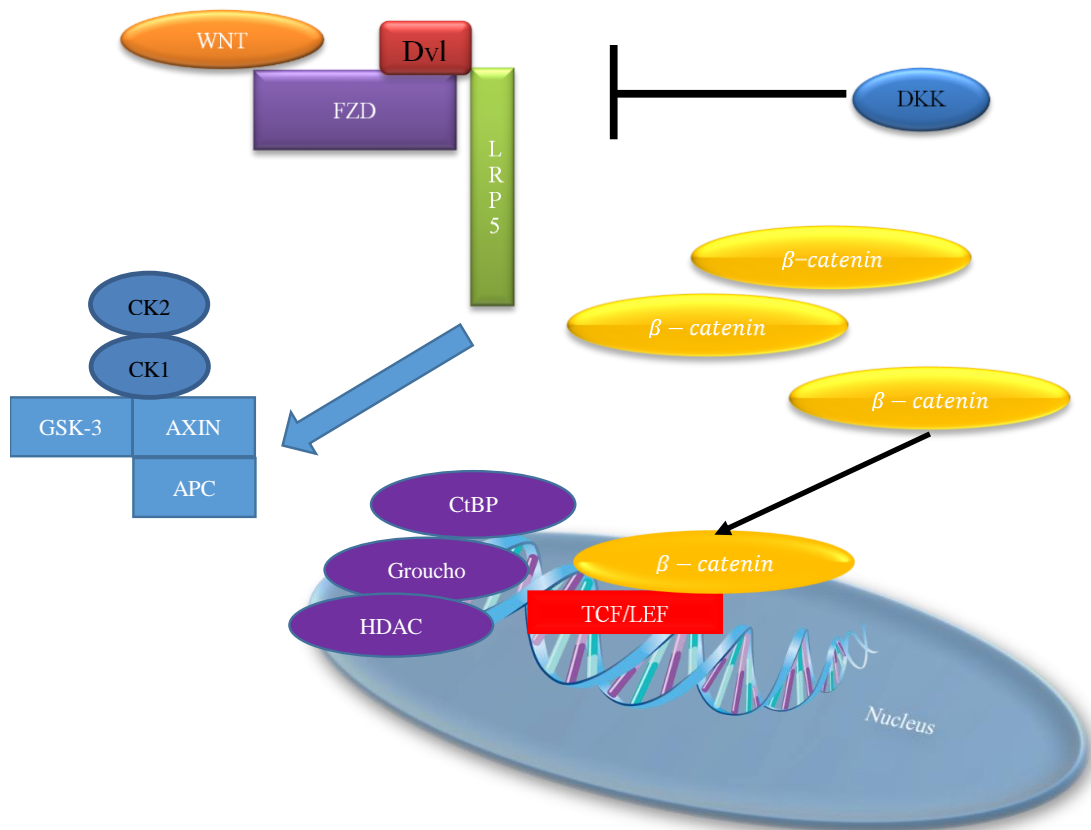 WNT
Dvl
FZD
DKK
L
R
P
5
β–catenin
β – catenin
β – catenin
CK2
CK1
GSK-3
AXIN
APC
CtBP
Groucho
HDAC
β – catenin
TCF/LEF
Nucleus